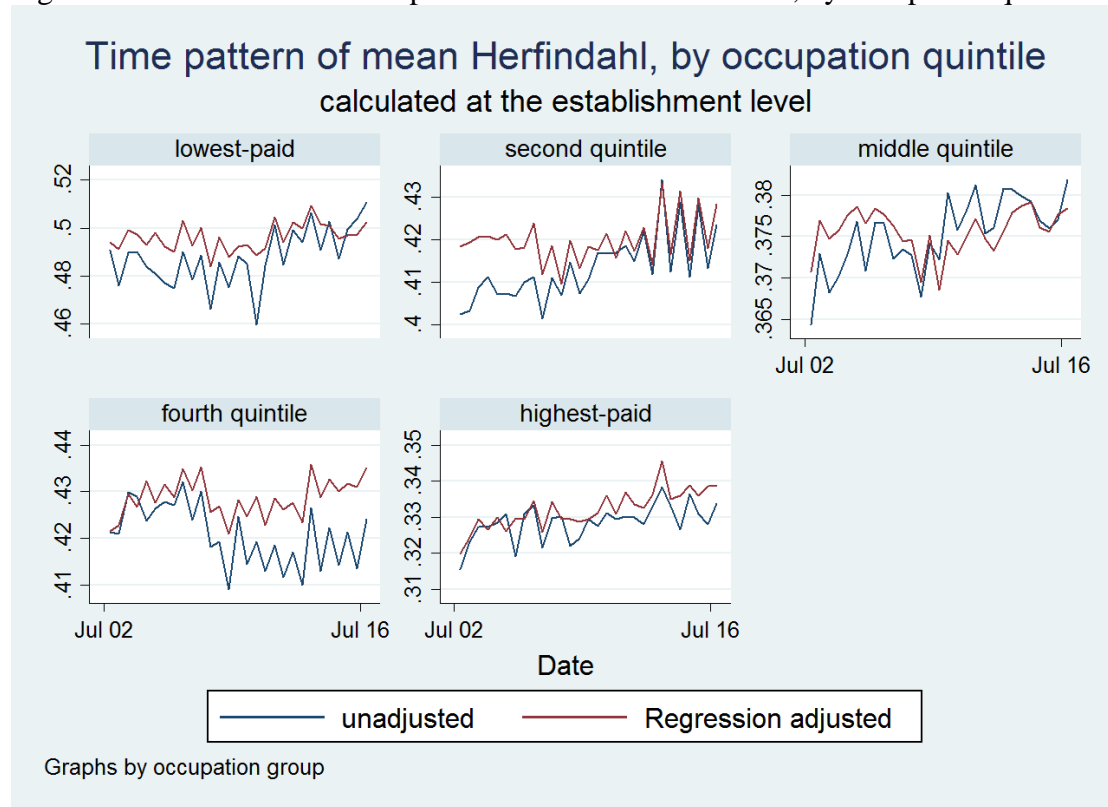 Time pattern of mean Herfindahl, by occupation quintile
calculated at the establishment level
lowest-paid
second quintile
middle quintile
.52
.5
.48
.46
.43
.42
.41
.4
.38
.375
.37
.365
Jul 02
Jul 16
fourth quintile
highest-paid
.44
.43
.42
.41
.35
.34
.33
.32
.31
Jul 02
Jul 16
Jul 02
Jul 16
Date
unadjusted
Regression adjusted
Graphs by occupation group